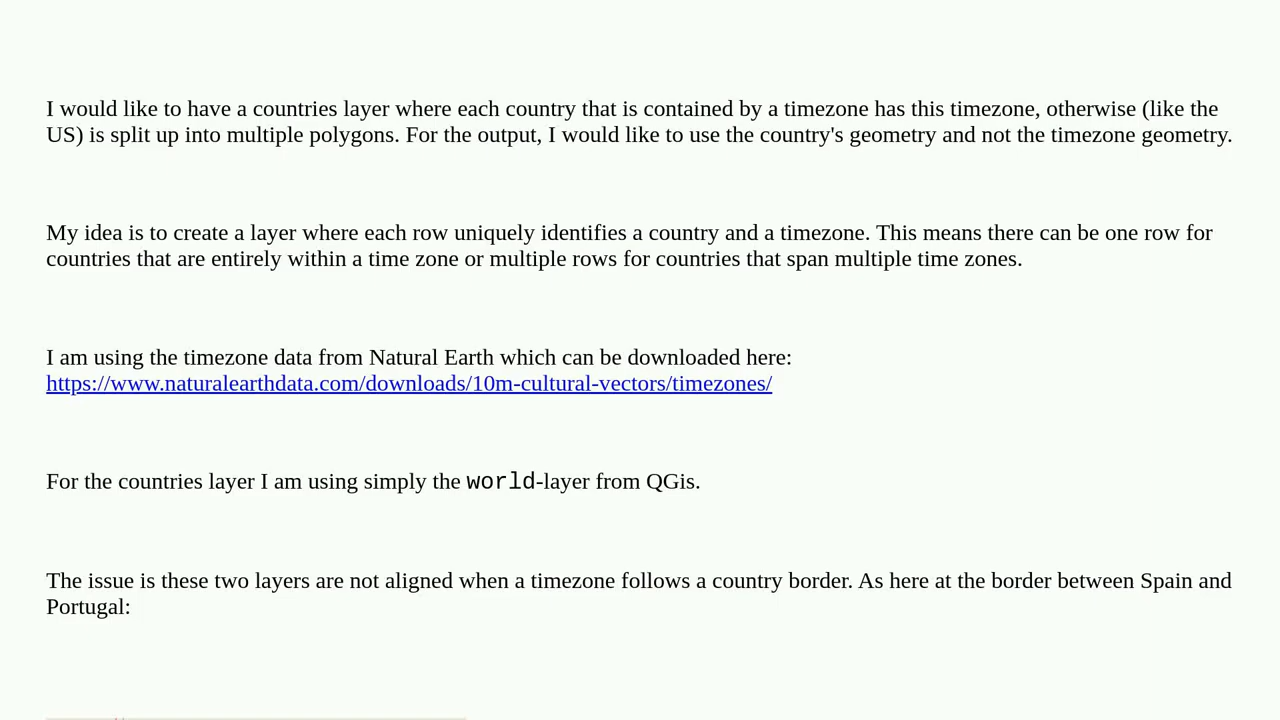 I would like to have a countries layer where each country that is contained by a timezone has this timezone, otherwise (like the
US) is split up into multiple polygons. For the output, I would like to use the country's geometry and not the timezone geometry.
My idea is to create a layer where each row uniquely identifies a country and a timezone. This means there can be one row for
countries that are entirely within a time zone or multiple rows for countries that span multiple time zones.
I am using the timezone data from Natural Earth which can be downloaded here:
https://www.naturalearthdata.com/downloads/10m-cultural-vectors/timezones/
For the countries layer I am using simply the world-layer from QGis.
The issue is these two layers are not aligned when a timezone follows a country border. As here at the border between Spain and
Portugal: